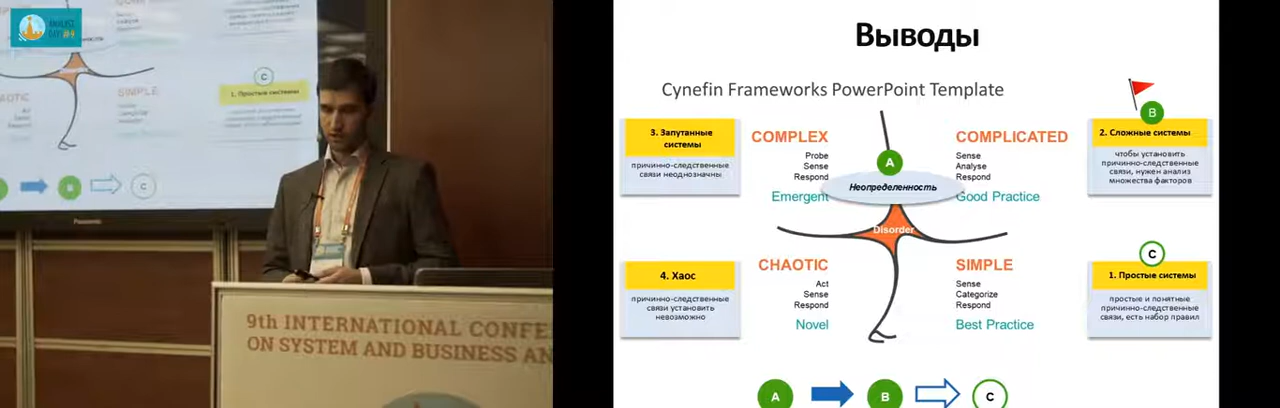 ANALYST
DAY #9
C
1. Простые системы
SIMPLE
B
C
Panasonic
9th INTERNATIONAL CONFE
ON SYSTEM AND BUSINESS AN
Выводы
Cynefin Frameworks PowerPoint Template
3. Запутанные
системы
причинно-следственные
связи неоднозначны
COMPLEX
Probe
Sense
Respond
Emergent
A
Неопределенность
Disorder
COMPLICATED
Sense
Analyse
Respond
Good Practice
B
2. Сложные системы
чтобы установить
причинно-следственные
связи, нужен анализ
множества факторов
4. Хаос
причинно-следственные
связи установить
невозможно
CHAOTIC
Act
Sense
Respond
Novel
SIMPLE
Sense
Categorize
Respond
Best Practice
C
1. Простые системы
простые и понятные
причинно-следственные
связи, есть набор правил
A
B
C